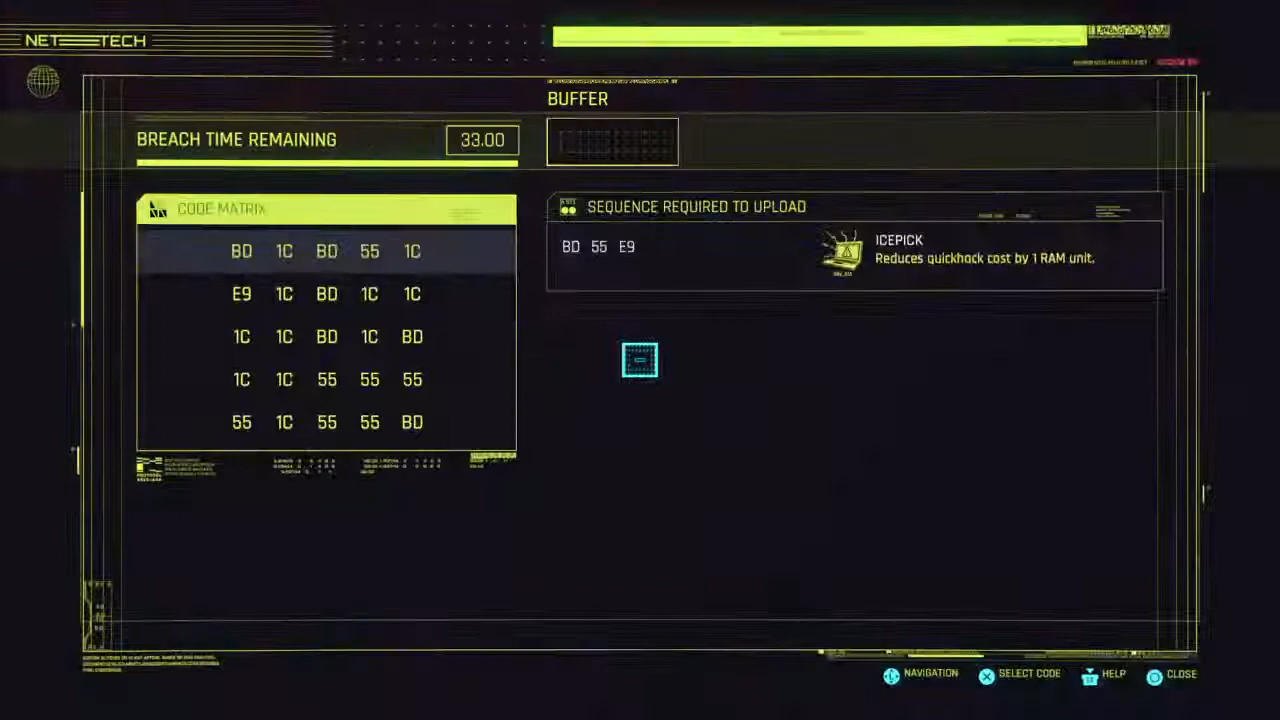 NET TECH
BUFFER
BREACH TIME REMAINING 33.00
CODE MATRIX
SEQUENCE REQUIRED TO UPLOAD
BD 1C BD 55 1C
E9 1C BD 1C 1C
1C 1C BD 1C BD
1C 1C 55 55 55
55 1C 55 55 BD
BD 55 E9
ICEPICK
Reduces quickhack cost by 1 RAM unit.
NAVIGATION SELECT CODE HELP CLOSE